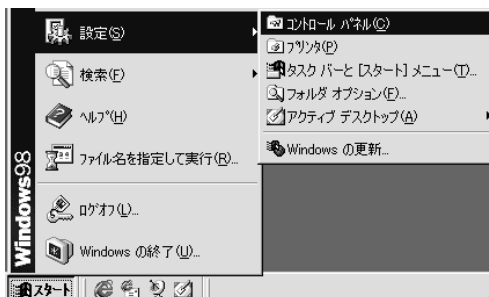 設定(S)
検索(F)
ﾍﾙﾌﾟ(H)
ファイル名を指定して実行(R)...
ﾛｸﾞｵﾌ(L)...
Windows の終了(U)...
Windows98
スタート
ｺﾝﾄﾛｰﾙ ﾊﾟﾈﾙ(C)
ﾌﾟﾘﾝﾀ(P)
タスク バーと [スタート] メニュー(T)...
フォルダ オプション(F)...
アクティブ デスクトップ(A)
Windows の更新...